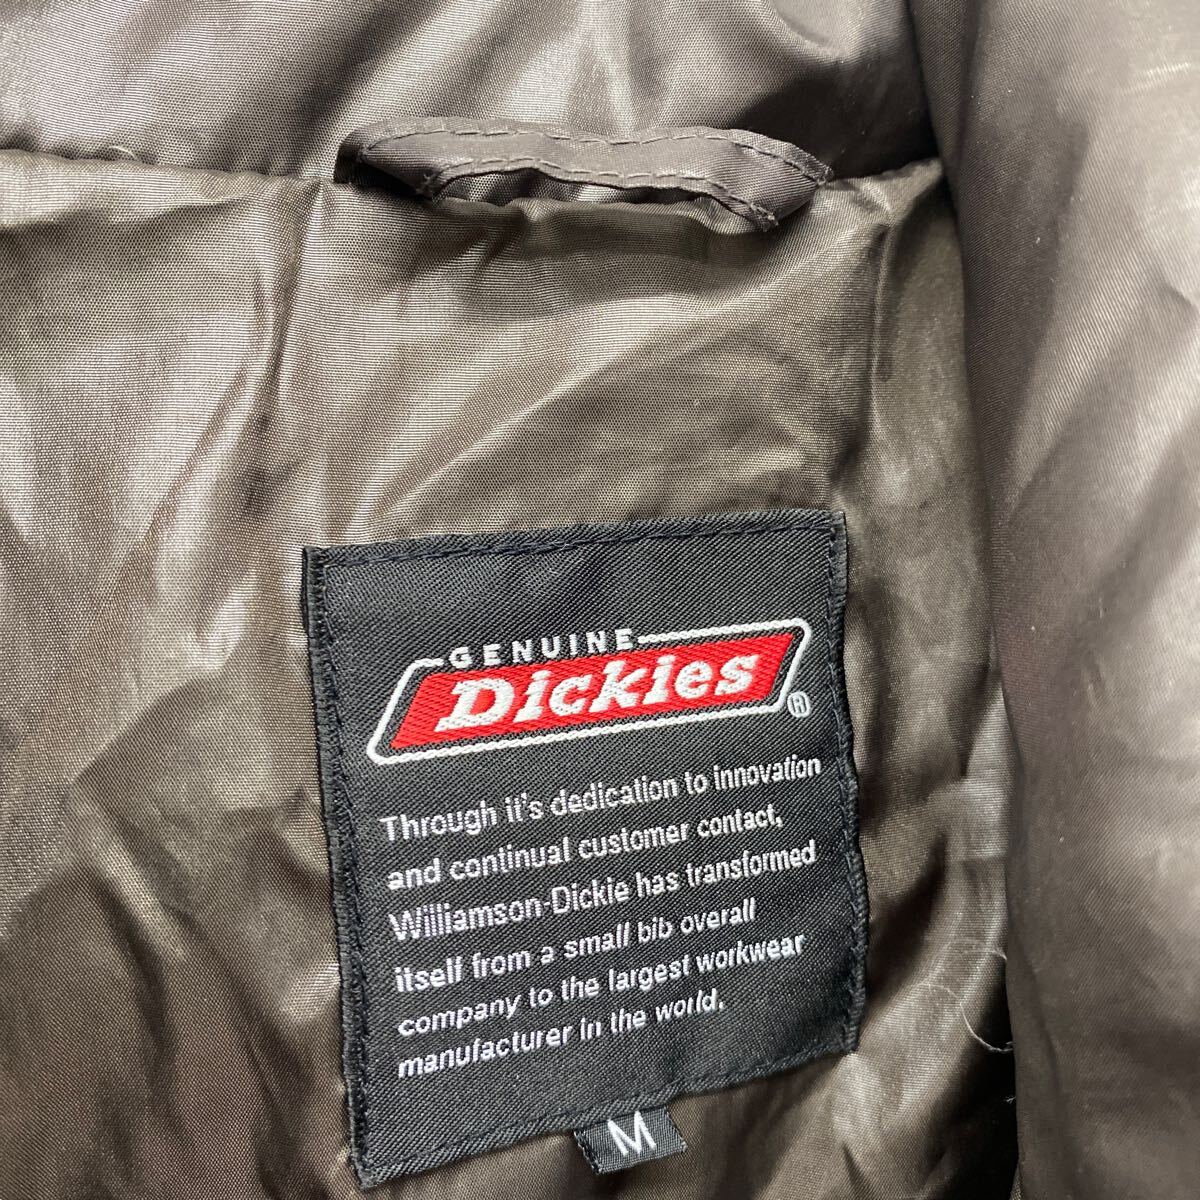 GENUINE
Dickies
®
Through it's dedication to innovation
and continual customer contact,
Williamson-Dickie has transformed
itself from a small bib overall
company to the largest workwear
manufacturer in the world.
M